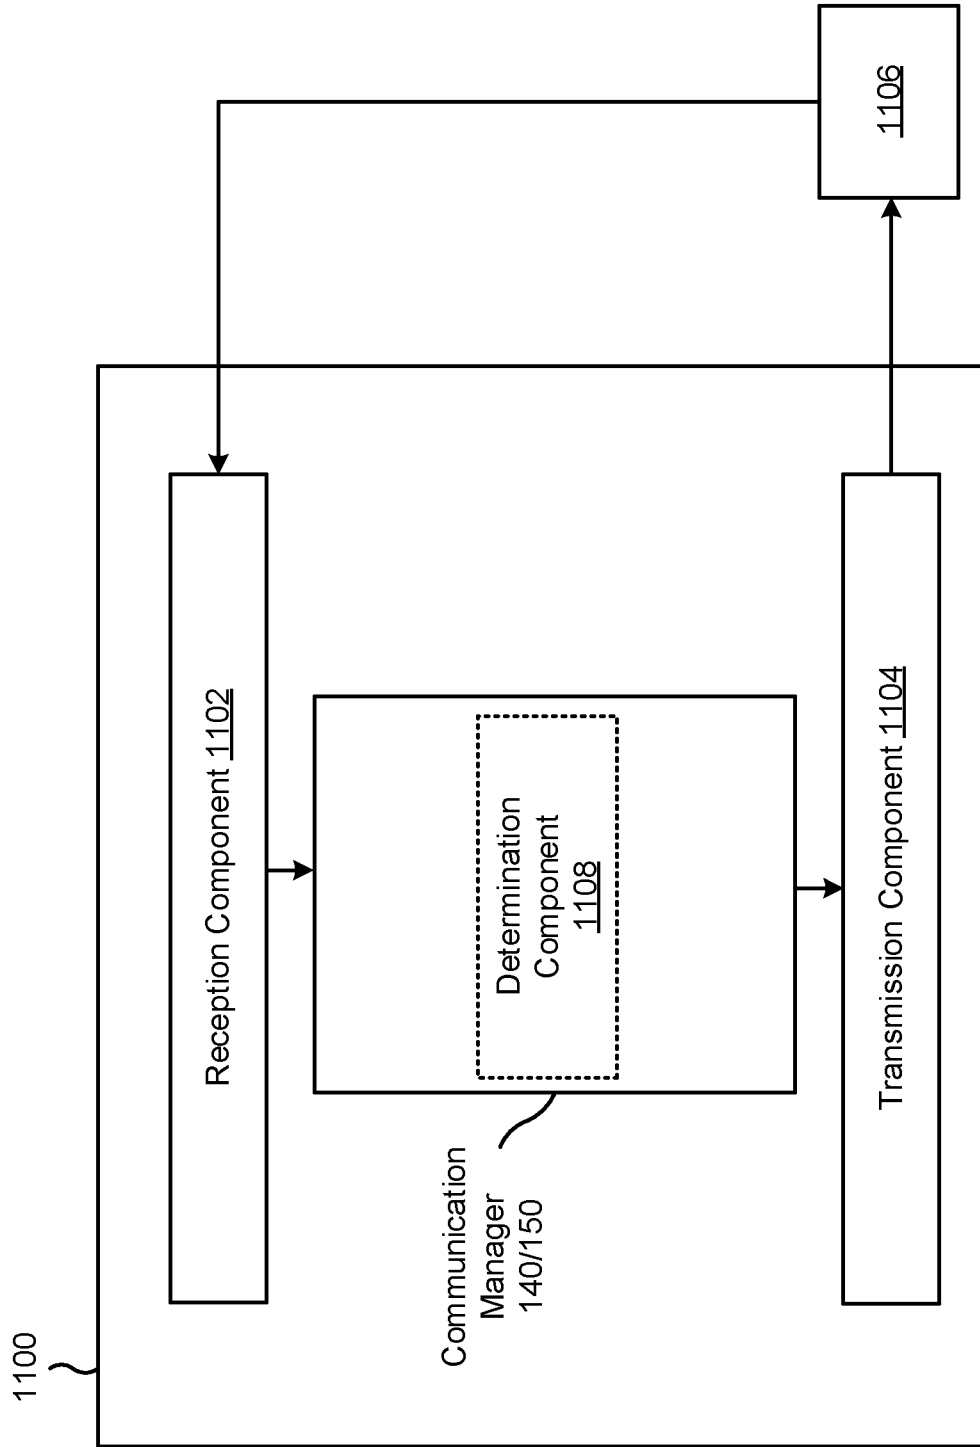 1100
Reception Component 1102
Communication
Manager
140/150
Determination
Component
1108
Transmission Component 1104
1106